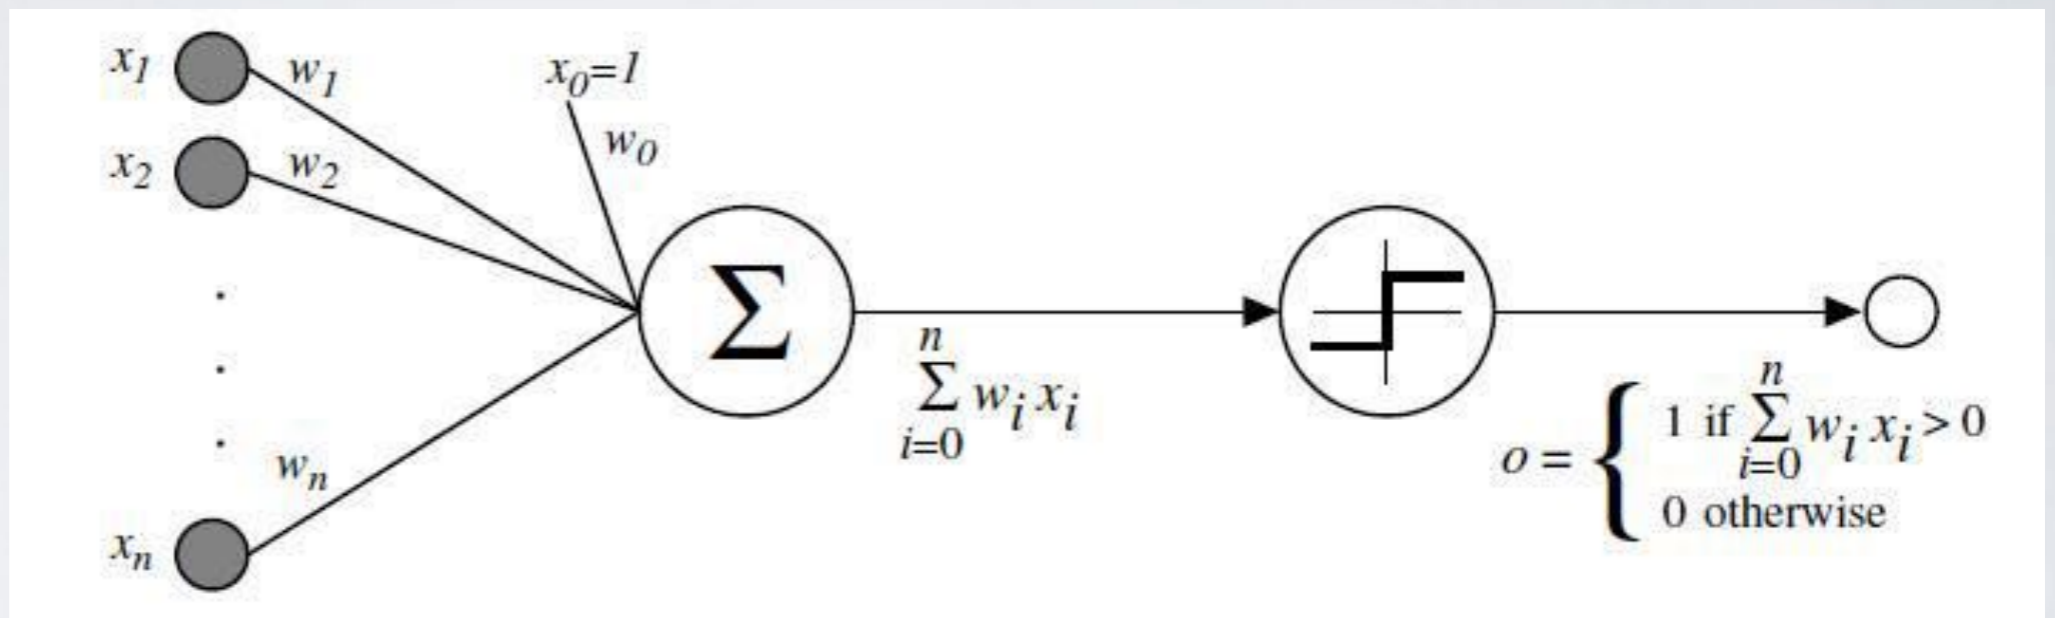 x1 w1
x0=1
w0
x2 w2
.
.
.
wn
xn
Σ
n
Σ wi xi
i=0
n
o = { 1 if Σ wi xi > 0
i=0
0 otherwise